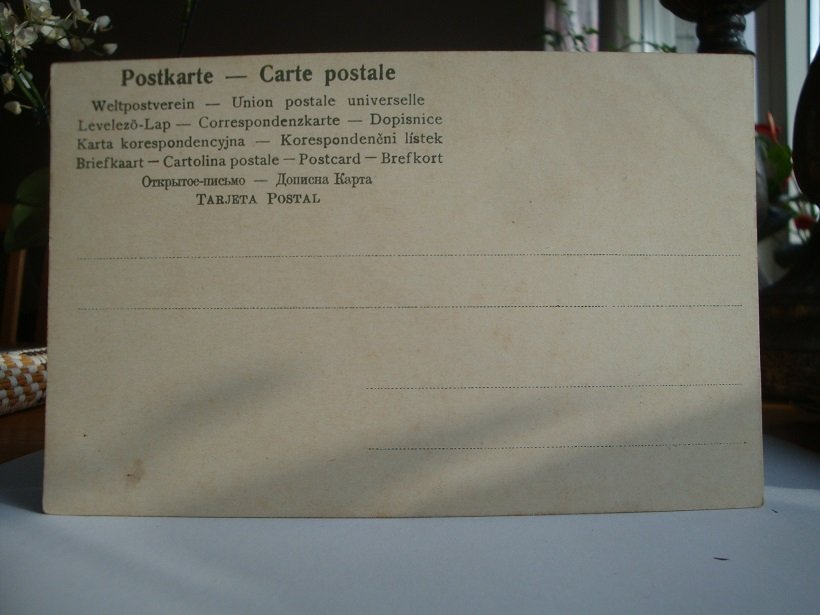 Postkarte — Carte postale
Weltpostverein — Union postale universelle
Levelező-Lap — Correspondenzkarte — Dopisnice
Karta korespondencyjna — Korespondenční lístek
Briefkaart — Cartolina postale — Postcard — Brefkort
Открытое-письмо — Дописна Карта
TARJETA POSTAL